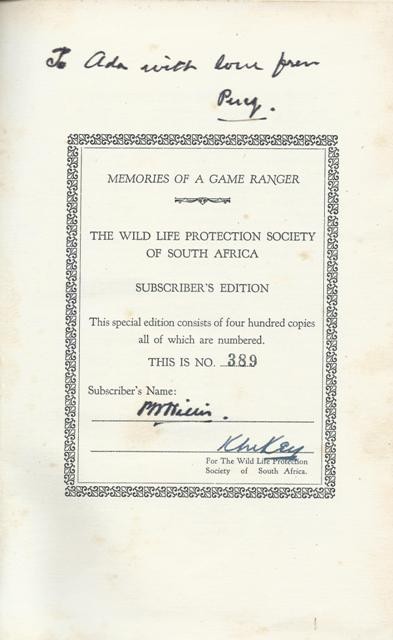 To Ada with love from
Percy.
MEMORIES OF A GAME RANGER
THE WILD LIFE PROTECTION SOCIETY
OF SOUTH AFRICA
SUBSCRIBER'S EDITION
This special edition consists of four hundred copies
all of which are numbered.
THIS IS NO. 389
Subscriber's Name:
For The Wild Life Protection
Society of South Africa.